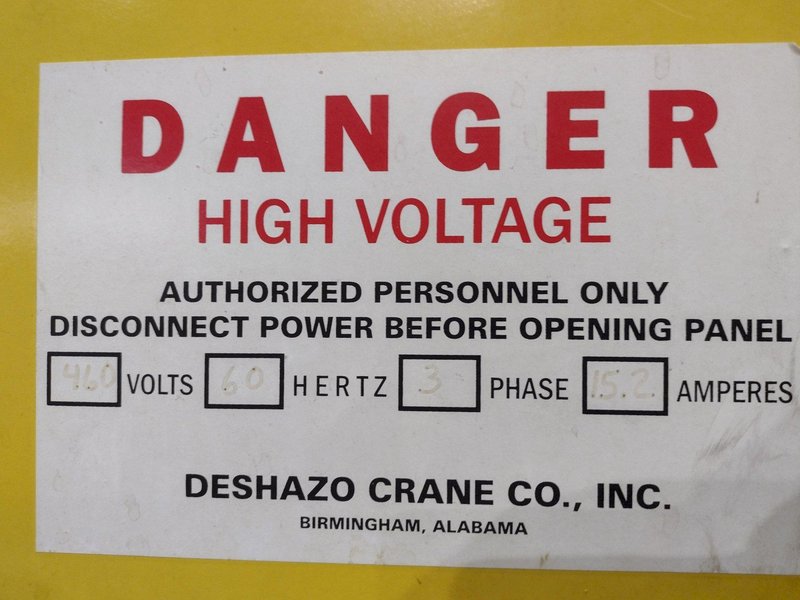 DANGER
HIGH VOLTAGE
AUTHORIZED PERSONNEL ONLY
DISCONNECT POWER BEFORE OPENING PANEL
460 VOLTS 60 HERTZ 3 PHASE 15.2 AMPERES
DESHAZO CRANE CO., INC.
BIRMINGHAM, ALABAMA